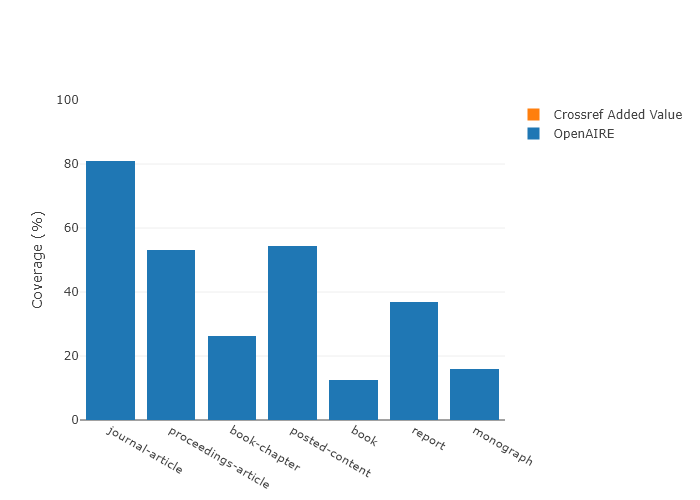 100
80
60
40
20
0
Coverage (%)
Crossref Added Value
OpenAIRE
journal-article
proceedings-article
book-chapter
posted-content
book
report
monograph